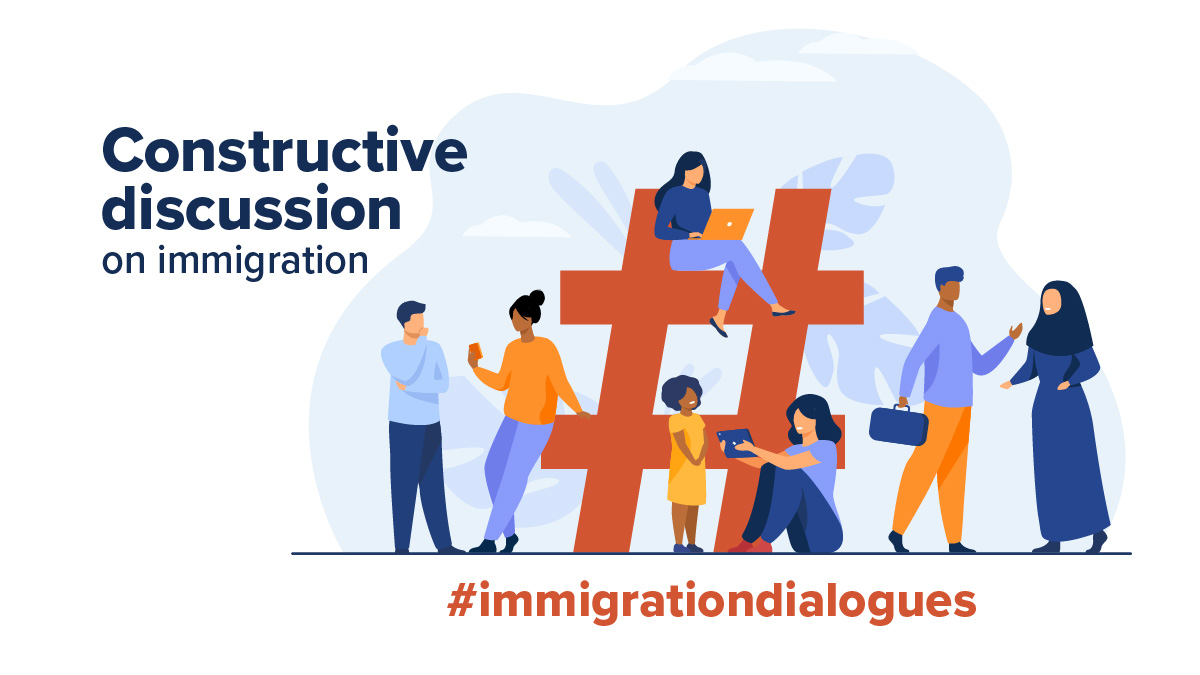 Constructive
discussion
on immigration
#immigrationdialogues